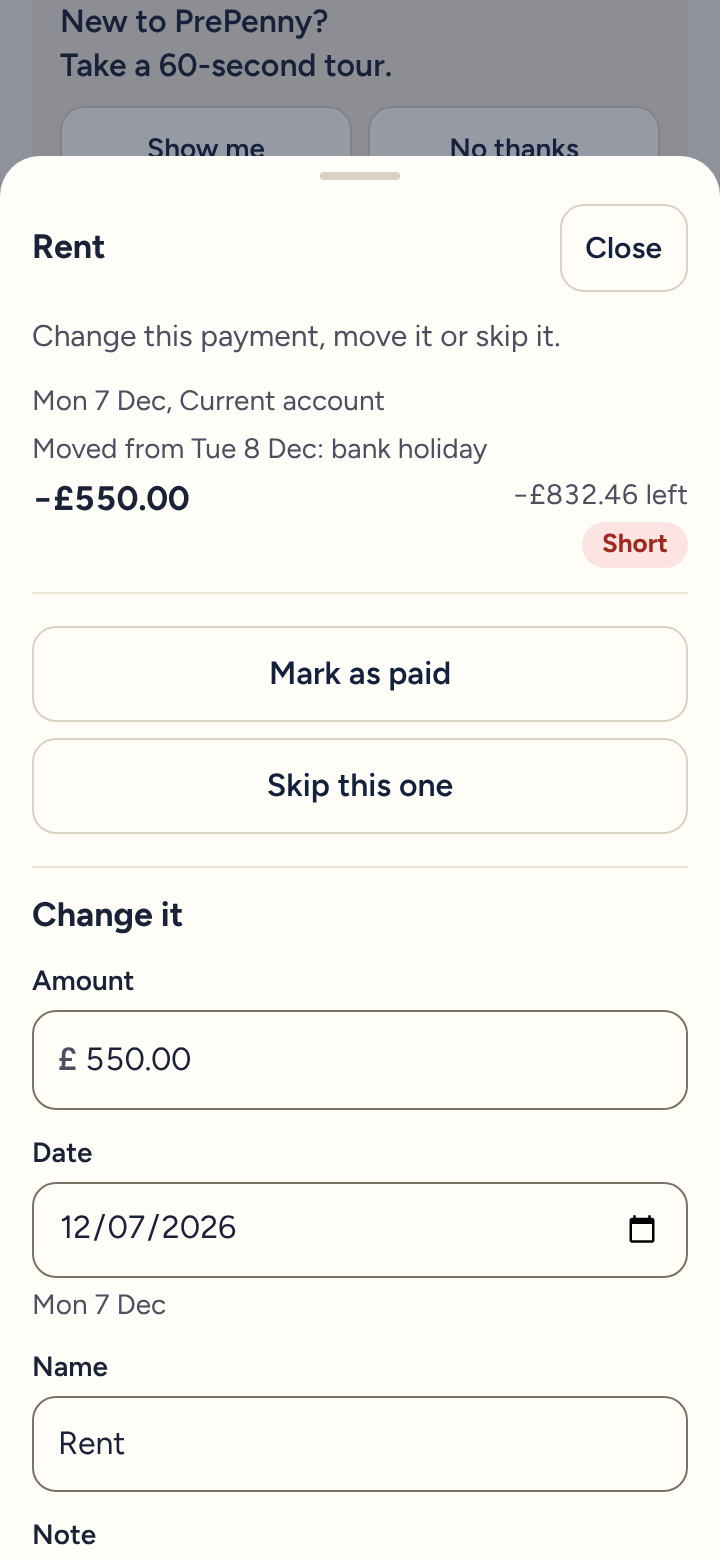 New to PrePenny?
Take a 60-second tour.
Show me
No thanks
Rent
Close
Change this payment, move it or skip it.
Mon 7 Dec, Current account
Moved from Tue 8 Dec: bank holiday
−£550.00
−£832.46 left
Short
Mark as paid
Skip this one
Change it
Amount
£ 550.00
Date
12/07/2026
Mon 7 Dec
Name
Rent
Note